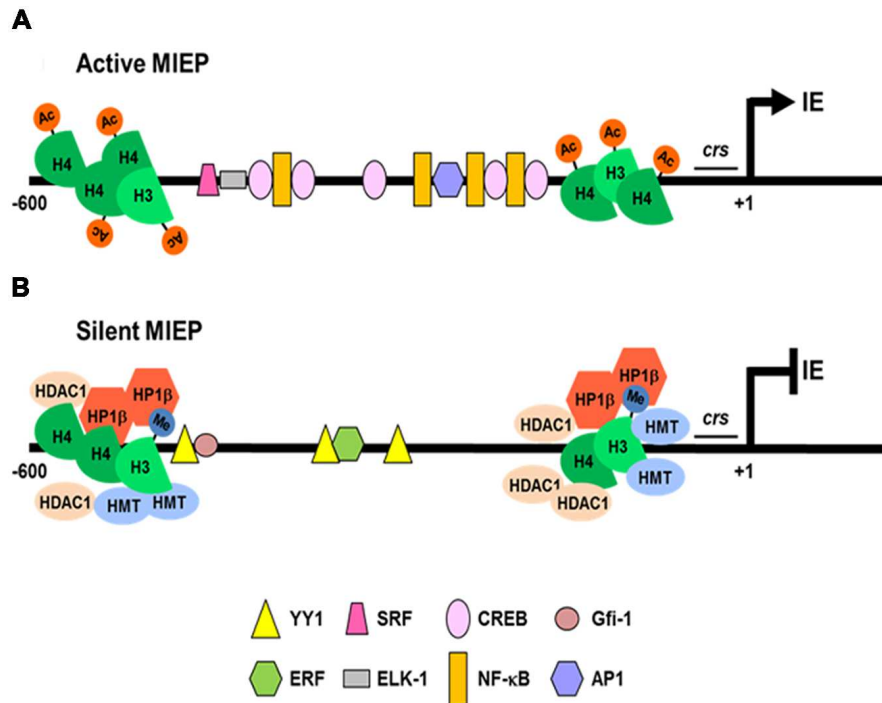 A
Active MIEP
Ac
Ac
H4
H4
H4
H3
Ac
Ac
Ac
Ac
Ac
H4
H3
H4
crs
IE
-600
+1
B
Silent MIEP
HDAC1
HP1β
HP1β
Me
H4
H4
H3
HDAC1
HMT
HMT
HP1β
HP1β
Me
HDAC1
HMT
H3
H4
HMT
HDAC1
HDAC1
crs
IE
-600
+1
YY1 SRF CREB Gfi-1
ERF ELK-1 NF-κB AP1